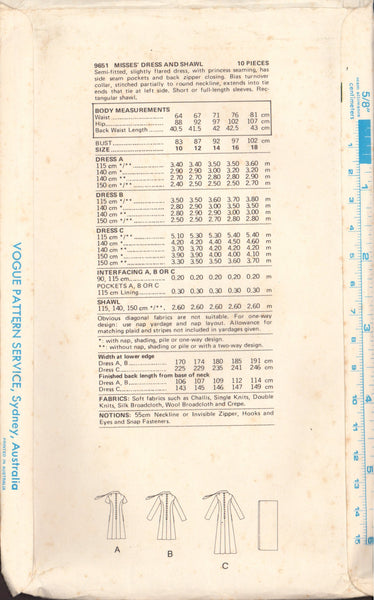 9651 MISSES' DRESS AND SHAWL 10 PIECES
Semi-fitted, slightly flared dress, with princess seaming, has
side seam pockets and back zipper closing. Bias turnover
collar, stitched partially to round neckline, extends into tie
ends that tie at left side. Short or full-length sleeves. Rec-
tangular shawl.
BODY MEASUREMENTS
Waist 64 67 71 76 81 cm
Hip 88 92 97 102 107 cm
Back Waist Length 40.5 41.5 42 42.5 43 cm
BUST 83 87 92 97 102 cm
SIZE 10 12 14 16 18
DRESS A
115 cm */** 3.40 3.40 3.50 3.50 3.60 m
140 cm * 2.90 2.90 3.00 3.20 3.20 m
140 cm ** 2.70 2.70 2.80 2.80 2.90 m
150 cm */** 2.40 2.50 2.50 2.50 2.70 m
DRESS B
115 cm */** 3.50 3.50 3.60 3.70 3.80 m
140 cm * 2.80 2.90 3.00 3.50 3.50 m
140 cm ** 2.80 2.90 2.90 3.00 3.00 m
150 cm */** 2.50 2.50 2.70 2.80 2.80 m
DRESS C
115 cm */** 5.10 5.30 5.40 5.40 5.40 m
140 cm * 4.20 4.20 4.40 4.50 4.60 m
140 cm ** 3.70 3.70 4.20 4.20 4.20 m
150 cm * 3.90 3.90 4.00 4.00 4.10 m
150 cm ** 3.30 3.50 3.50 3.60 3.70 m
INTERFACING A, B OR C
90, 115 cm 0.20 0.20 0.20 0.20 0.20 m
POCKETS A, B OR C
115 cm Lining 0.30 0.30 0.30 0.30 0.30 m
SHAWL
115, 140, 150 cm */** 2.60 2.60 2.60 2.60 2.60 m
Obvious diagonal fabrics are not suitable. For one-way
design: use nap yardage and nap layout. Allowance for
matching plaid and stripes not included in yardages given.
*: with nap, shading, pile or one-way design.
**: without nap, shading or pile or with a two-way design.
Width at lower edge
Dress A, B 170 174 180 185 191 cm
Dress C 225 229 235 241 246 cm
Finished back length from base of neck
Dress A, B 106 107 109 112 114 cm
Dress C 143 145 146 147 149 cm
FABRICS: Soft fabrics such as Challis, Single Knits, Double
Knits, Silk Broadcloth, Wool Broadcloth and Crepe.
NOTIONS: 55cm Neckline or Invisible Zipper, Hooks and
Eyes and Snap Fasteners.
A
B
C
VOGUE PATTERN SERVICE, Sydney, Australia
PRINTED IN AUSTRALIA
5/8"
centimeters
1
2
3
4
5
6
15